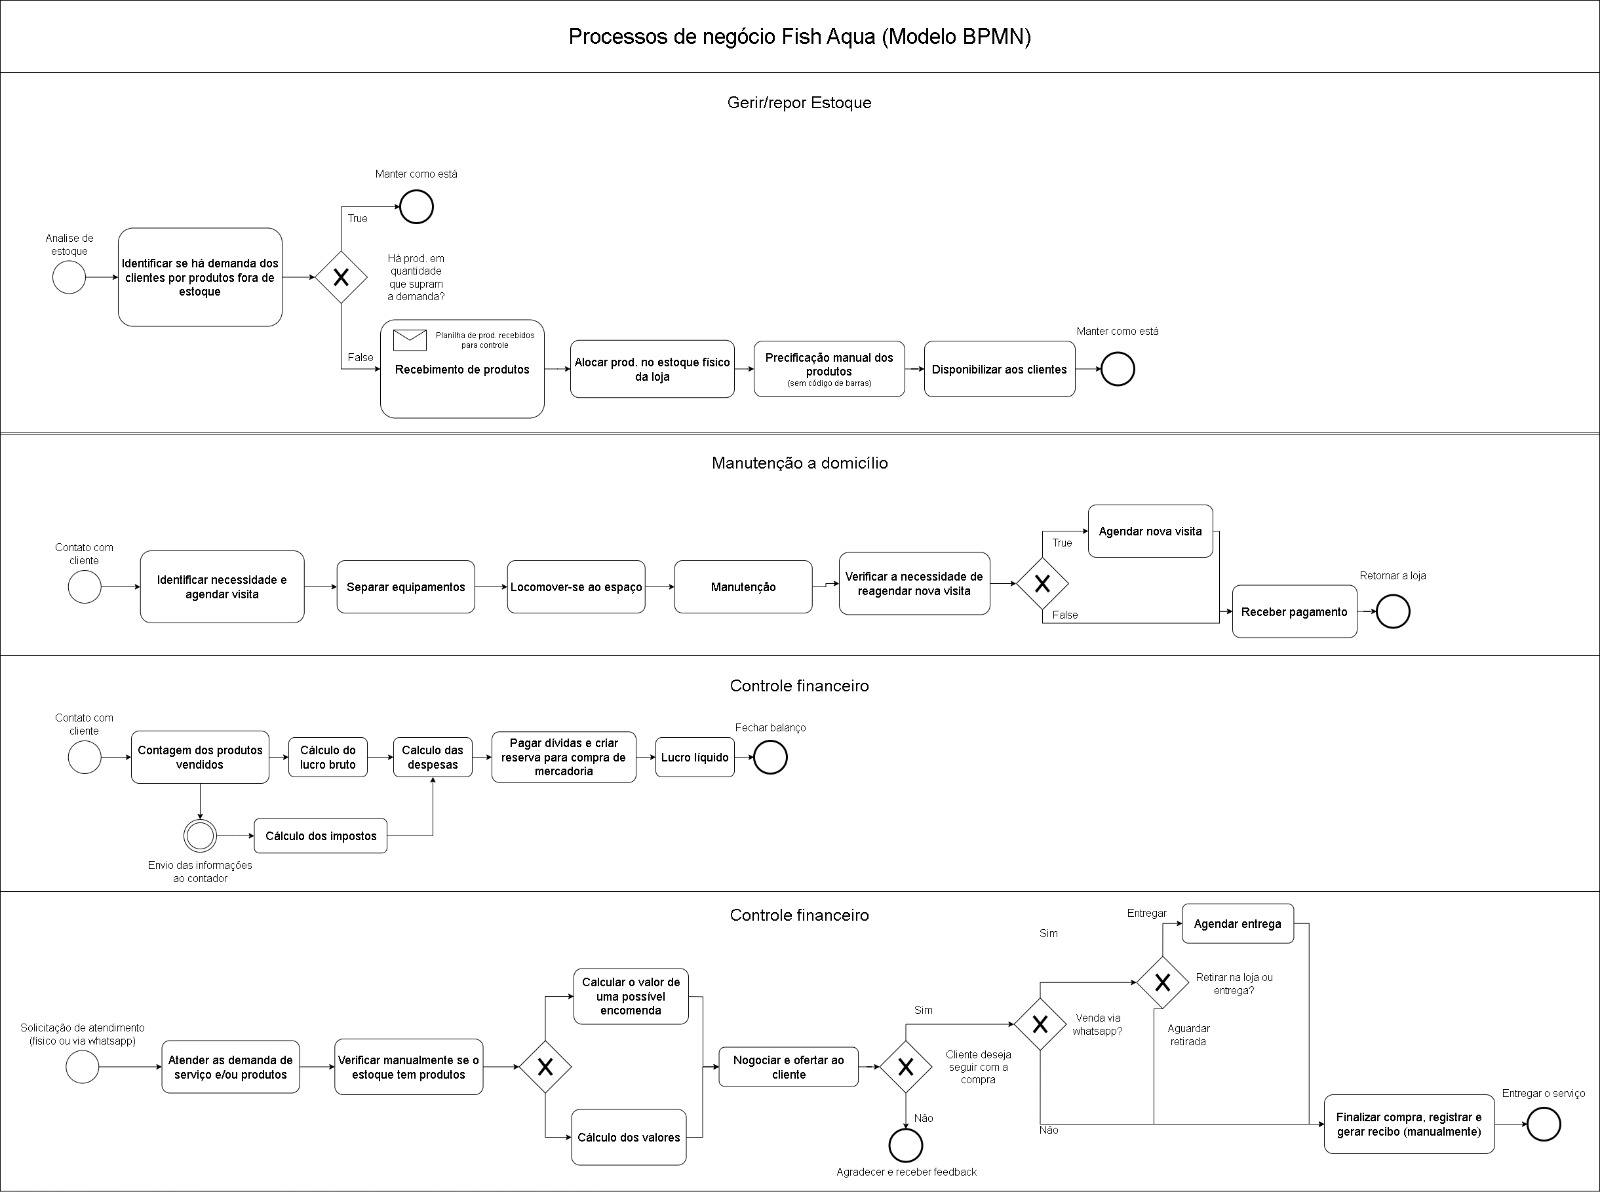 Processos de negócio Fish Aqua (Modelo BPMN)
Gerir/repor Estoque
Manter como está
True
Analise de
estoque
Identificar se há demanda dos
clientes por produtos fora de
estoque
Há prod. em
quantidade
que supram
a demanda?
False
Planilha de prod. recebidos
para controle
Recebimento de produtos
Alocar prod. no estoque físico
da loja
Precificação manual dos
produtos
(sem código de barras)
Disponibilizar aos clientes
Manter como está
Manutenção a domicílio
Contato com
cliente
Identificar necessidade e
agendar visita
Separar equipamentos
Locomover-se ao espaço
Manutenção
Verificar a necessidade de
reagendar nova visita
True
Agendar nova visita
False
Receber pagamento
Retornar a loja
Controle financeiro
Contato com
cliente
Contagem dos produtos
vendidos
Cálculo do
lucro bruto
Calculo das
despesas
Pagar dívidas e criar
reserva para compra de
mercadoria
Lucro líquido
Fechar balanço
Cálculo dos impostos
Envio das informações
ao contador
Controle financeiro
Solicitação de atendimento
(físico ou via whatsapp)
Atender as demanda de
serviço e/ou produtos
Verificar manualmente se o
estoque tem produtos
Calcular o valor de
uma possível
encomenda
Cálculo dos valores
Nogociar e ofertar ao
cliente
Sim
Cliente deseja
seguir com a
compra
Não
Agradecer e receber feedback
Sim
Venda via
whatsapp?
Não
Entregar
Agendar entrega
Retirar na loja ou
entrega?
Aguardar
retirada
Finalizar compra, registrar e
gerar recibo (manualmente)
Entregar o serviço